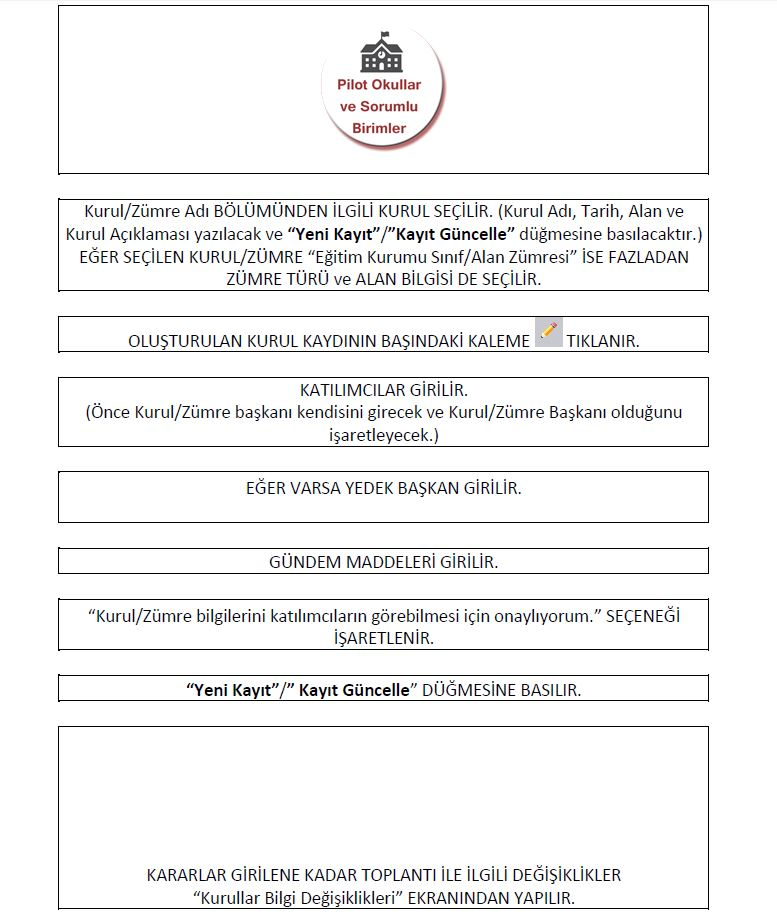 Pilot Okullar
ve Sorumlu
Birimler
Kurul/Zümre Adı BÖLÜMÜNDEN İLGİLİ KURUL SEÇİLİR. (Kurul Adı, Tarih, Alan ve
Kurul Açıklaması yazılacak ve “Yeni Kayıt”/”Kayıt Güncelle” düğmesine basılacaktır.)
EĞER SEÇİLEN KURUL/ZÜMRE “Eğitim Kurumu Sınıf/Alan Zümresi” İSE FAZLADAN
ZÜMRE TÜRÜ ve ALAN BİLGİSİ DE SEÇİLİR.
OLUŞTURULAN KURUL KAYDININ BAŞINDAKİ KALEME TIKLANIR.
KATILIMCILAR GİRİLİR.
(Önce Kurul/Zümre başkanı kendisini girecek ve Kurul/Zümre Başkanı olduğunu
işaretleyecek.)
EĞER VARSA YEDEK BAŞKAN GİRİLİR.
GÜNDEM MADDELERİ GİRİLİR.
“Kurul/Zümre bilgilerini katılımcıların görebilmesi için onaylıyorum.” SEÇENEĞİ
İŞARETLENİR.
“Yeni Kayıt”/” Kayıt Güncelle” DÜĞMESİNE BASILIR.
KARARLAR GİRİLENE KADAR TOPLANTI İLE İLGİLİ DEĞİŞİKLİKLER
“Kurullar Bilgi Değişiklikleri” EKRANINDAN YAPILIR.